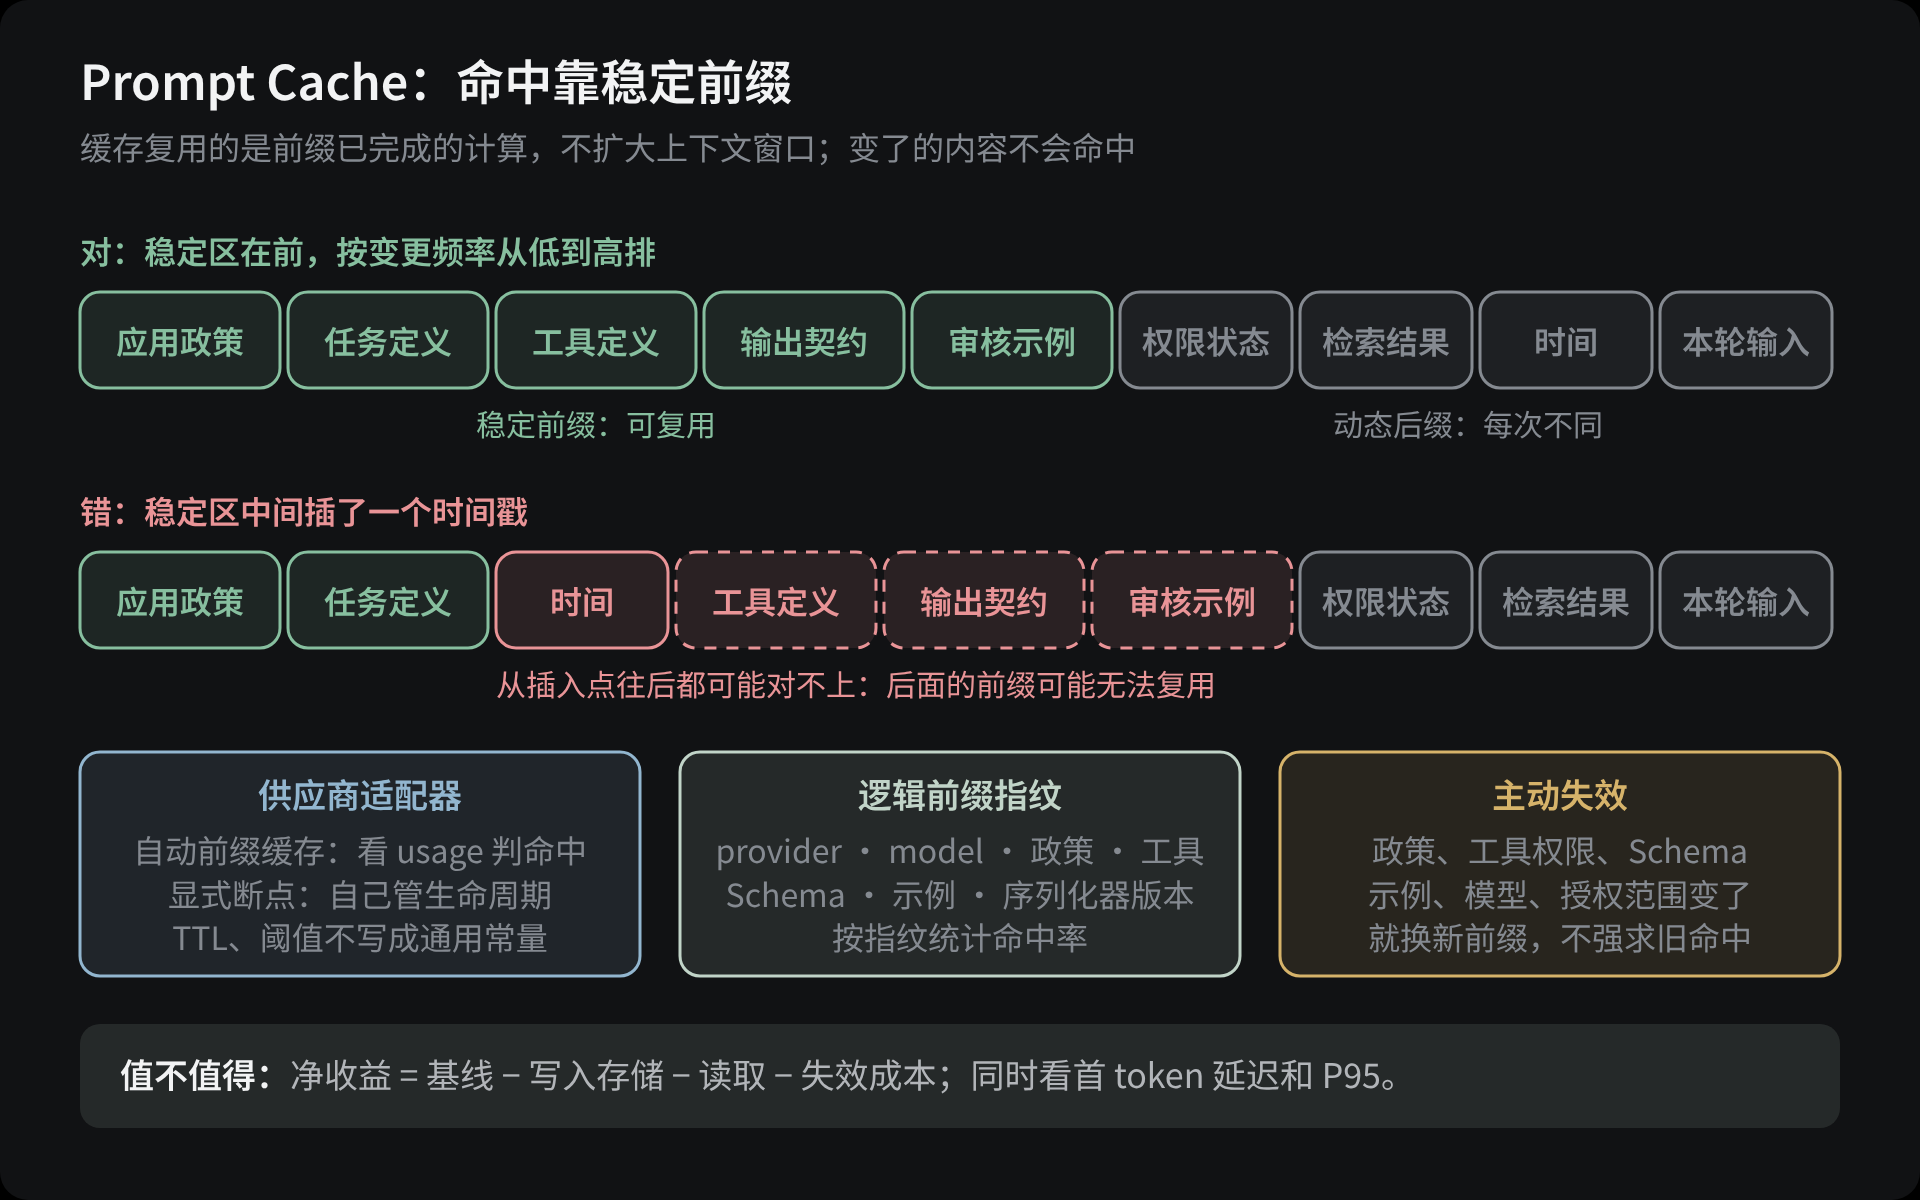 Prompt Cache：命中靠稳定前缀
缓存复用的是前缀已完成的计算，不扩大上下文窗口；变了的内容不会命中
对：稳定区在前，按变更频率从低到高排
应用政策 任务定义 工具定义 输出契约 审核示例 权限状态 检索结果 时间 本轮输入
稳定前缀：可复用 动态后缀：每次不同
错：稳定区中间插了一个时间戳
应用政策 任务定义 时间 工具定义 输出契约 审核示例 权限状态 检索结果 本轮输入
从插入点往后都可能对不上：后面的前缀可能无法复用
供应商适配器
自动前缀缓存：看 usage 判命中
显式断点：自己管生命周期
TTL、阈值不写成通用常量
逻辑前缀指纹
provider · model · 政策 · 工具
Schema · 示例 · 序列化器版本
按指纹统计命中率
主动失效
政策、工具权限、Schema
示例、模型、授权范围变了
就换新前缀，不强求旧命中
值不值得：净收益 = 基线 − 写入存储 − 读取 − 失效成本；同时看首 token 延迟和 P95。